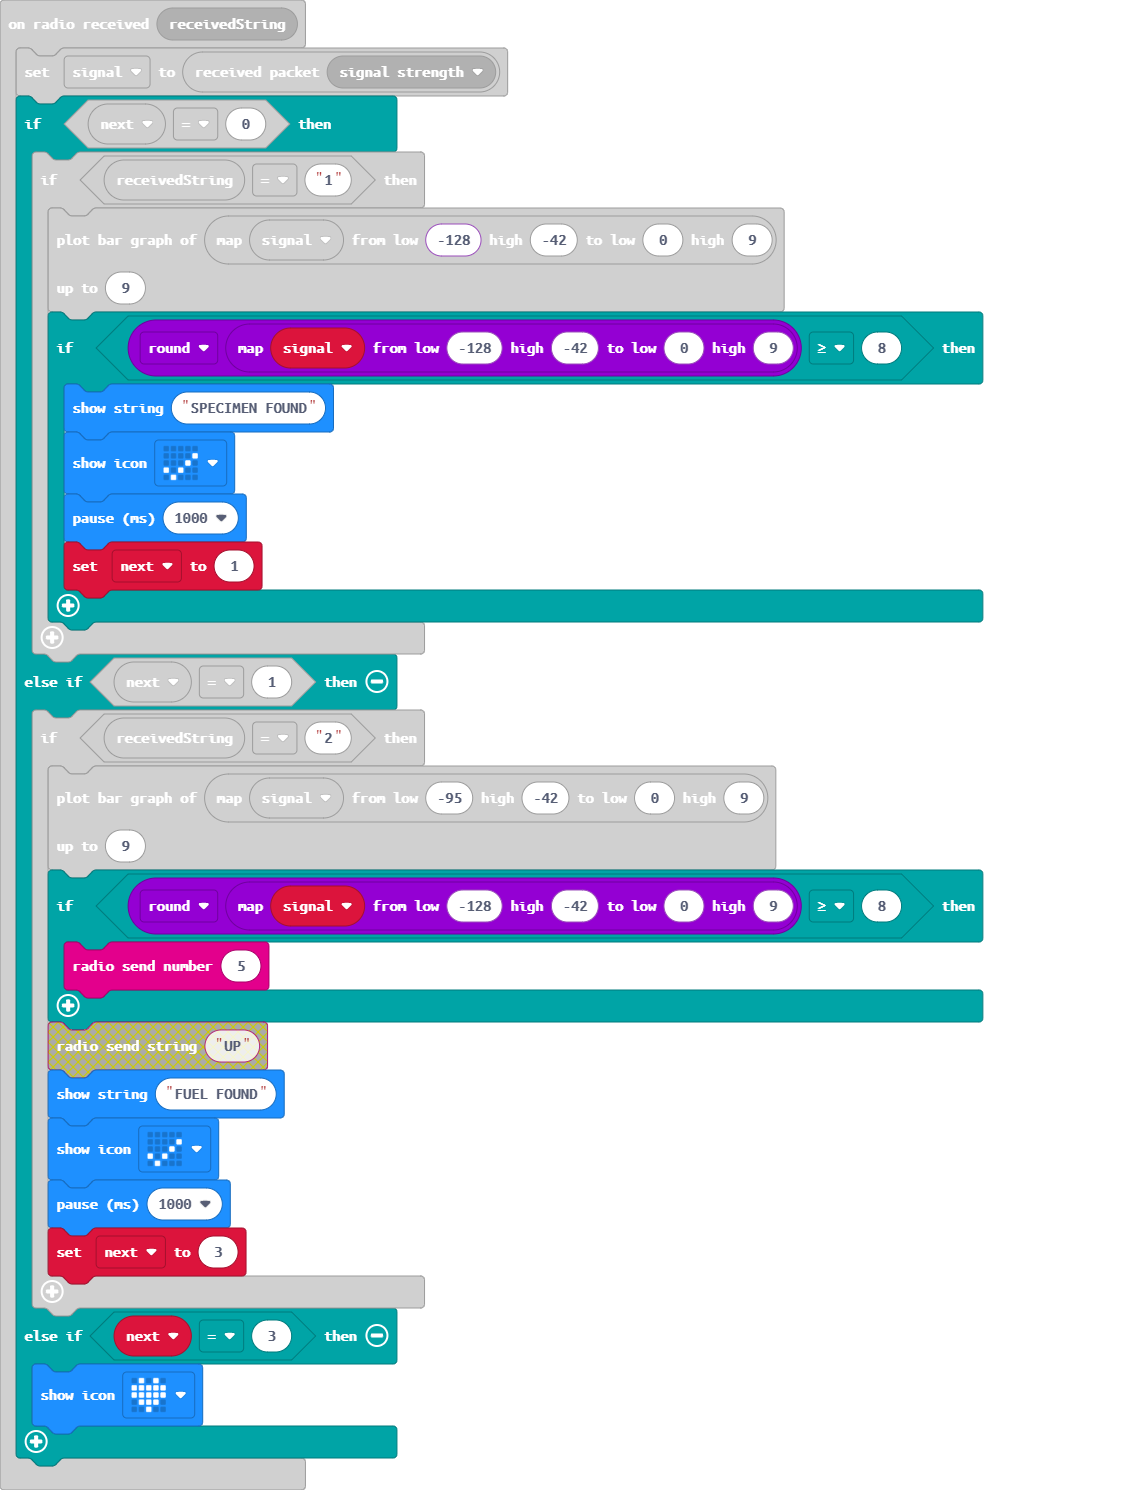 on radio received receivedString
set signal to received packet signal strength
if next = 0 then
if receivedString = "1" then
plot bar graph of map signal from low -128 high -42 to low 0 high 9
up to 9
if round map signal from low -128 high -42 to low 0 high 9 ≥ 8 then
show string "SPECIMEN FOUND"
show icon
pause (ms) 1000
set next to 1
else if next = 1 then
if receivedString = "2" then
plot bar graph of map signal from low -95 high -42 to low 0 high 9
up to 9
if round map signal from low -128 high -42 to low 0 high 9 ≥ 8 then
radio send number 5
radio send string "UP"
show string "FUEL FOUND"
show icon
pause (ms) 1000
set next to 3
else if next = 3 then
show icon